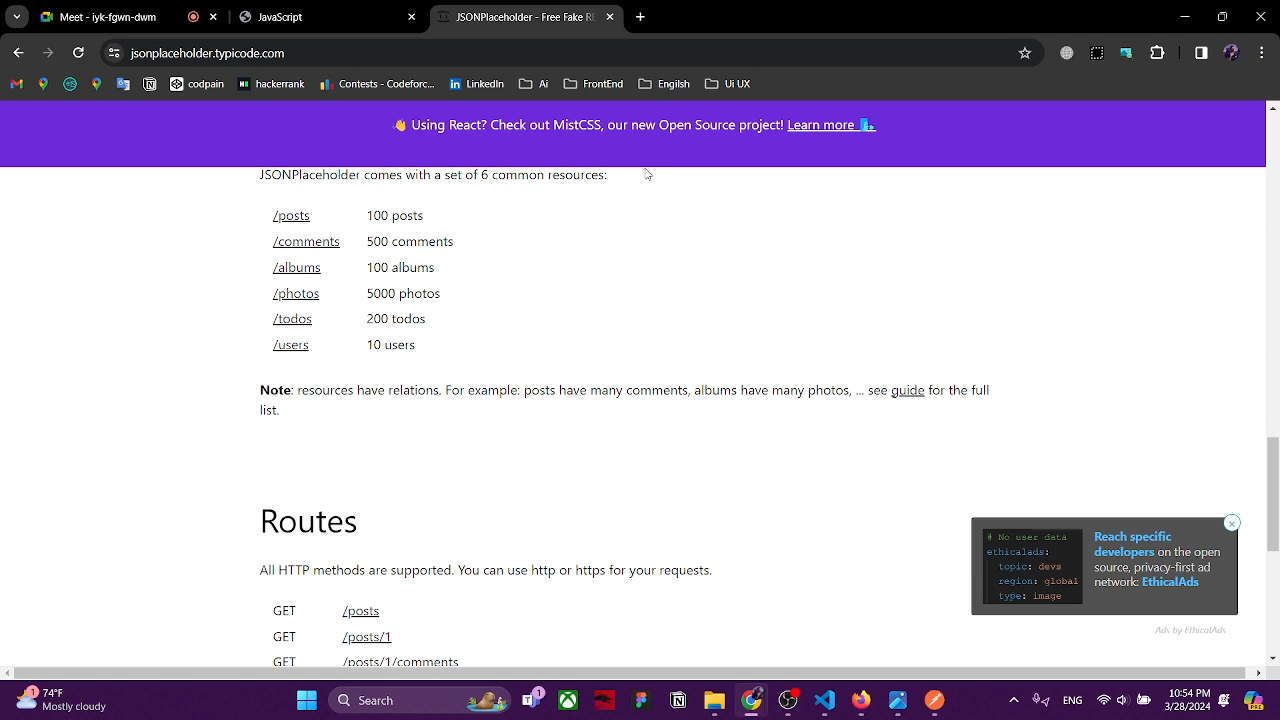 Meet - iyk-fgwn-dwm
JavaScript
JSONPlaceholder - Free Fake RE
jsonplaceholder.typicode.com
codpain
hackerrank
Contests - Codeforc...
LinkedIn
Ai
FrontEnd
Engilsh
Ui UX
👋 Using React? Check out MistCSS, our new Open Source project! Learn more
JSONPlaceholder comes with a set of 6 common resources:
/posts 100 posts
/comments 500 comments
/albums 100 albums
/photos 5000 photos
/todos 200 todos
/users 10 users
Note: resources have relations. For example: posts have many comments, albums have many photos, ... see guide for the full
list.
Routes
All HTTP methods are supported. You can use http or https for your requests.
GET /posts
GET /posts/1
GET /posts/1/comments
# No user data
ethicalads:
topic: devs
region: global
type: image
Reach specific
developers on the open
source, privacy-first ad
network: EthicalAds
Ads by EthicalAds
1
74°F
Mostly cloudy
Search
1
ENG
10:54 PM
3/28/2024